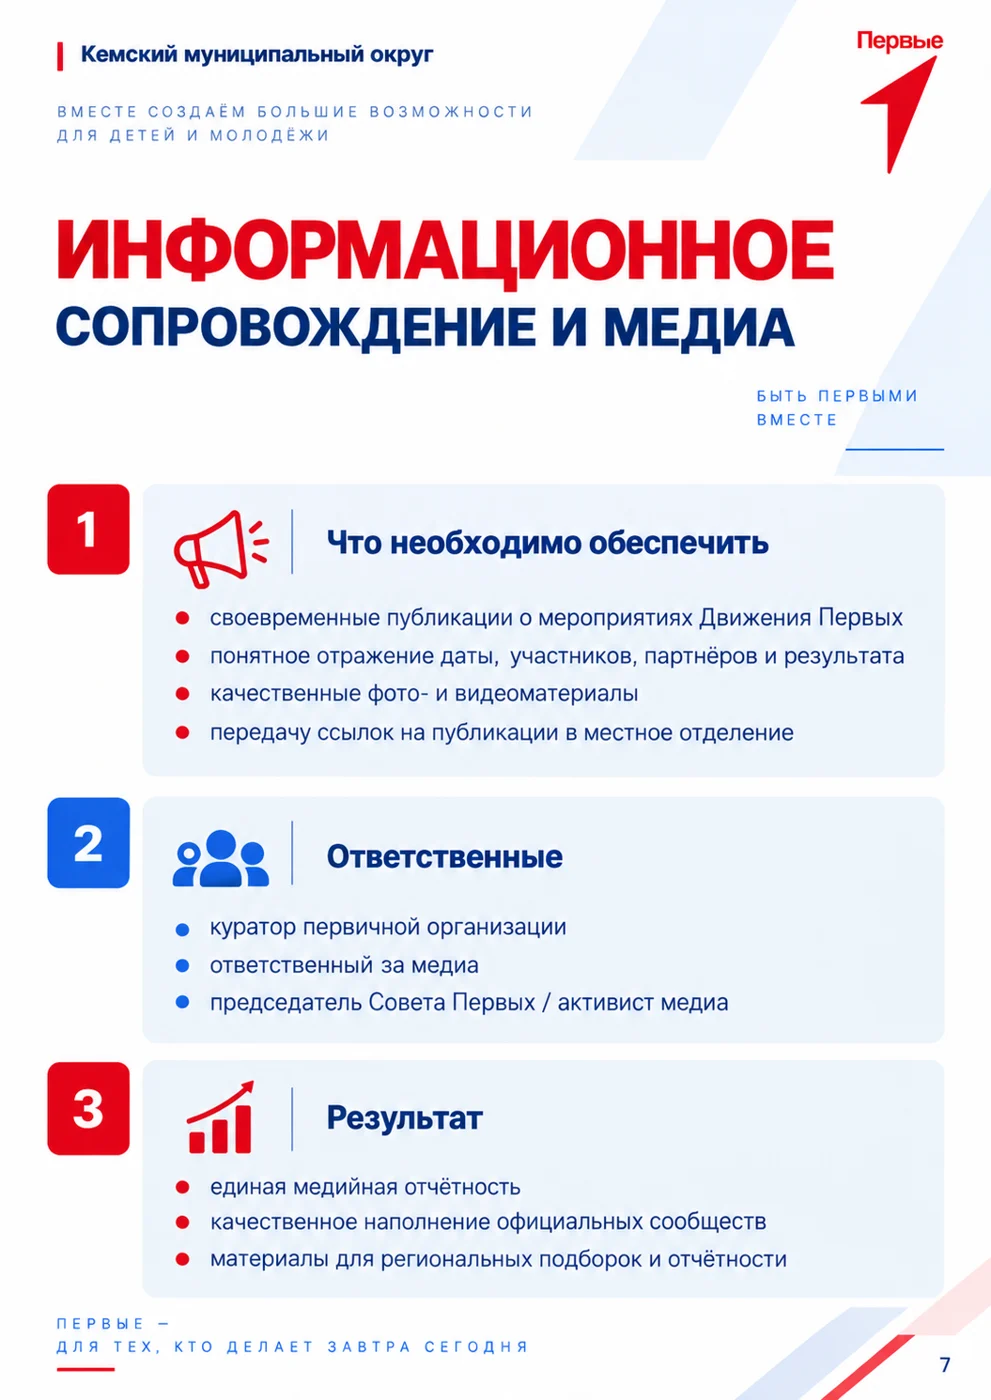 Кемский муниципальный округ
Первые
ВМЕСТЕ СОЗДАЁМ БОЛЬШИЕ ВОЗМОЖНОСТИ
ДЛЯ ДЕТЕЙ И МОЛОДЁЖИ
ИНФОРМАЦИОННОЕ
СОПРОВОЖДЕНИЕ И МЕДИА
БЫТЬ ПЕРВЫМИ
ВМЕСТЕ
1
Что необходимо обеспечить
своевременные публикации о мероприятиях Движения Первых
понятное отражение даты, участников, партнёров и результата
качественные фото- и видеоматериалы
передачу ссылок на публикации в местное отделение
2
Ответственные
куратор первичной организации
ответственный за медиа
председатель Совета Первых / активист медиа
3
Результат
единая медийная отчётность
качественное наполнение официальных сообществ
материалы для региональных подборок и отчётности
ПЕРВЫЕ –
ДЛЯ ТЕХ, КТО ДЕЛАЕТ ЗАВТРА СЕГОДНЯ
7